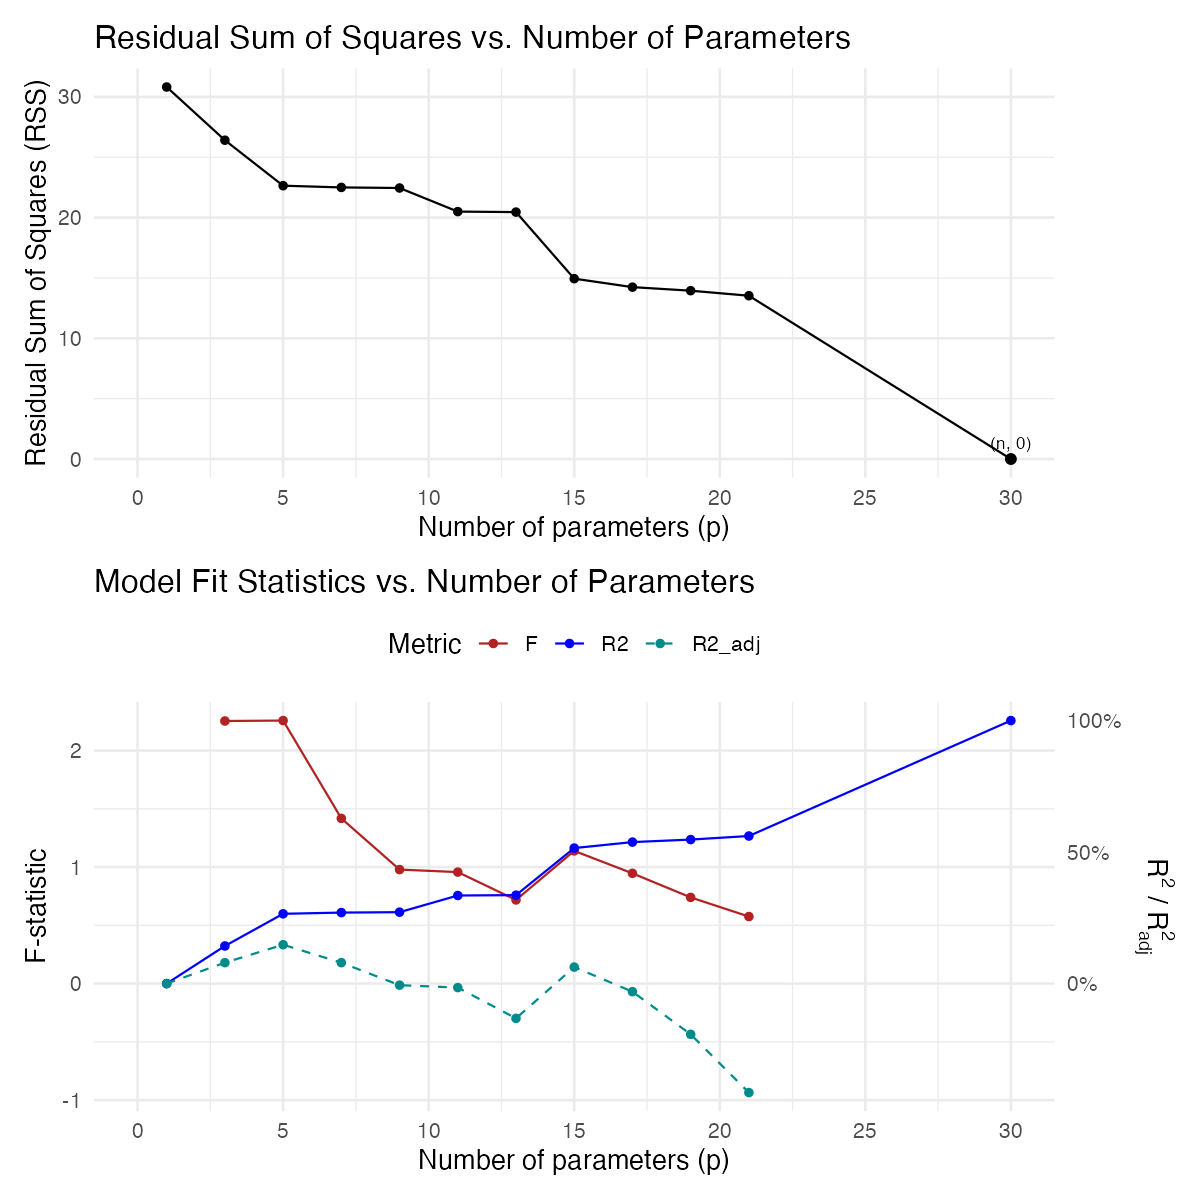 Residual Sum of Squares vs. Number of Parameters
Residual Sum of Squares (RSS)
30
20
10
0
(n, 0)
0 5 10 15 20 25 30
Number of parameters (p)
Model Fit Statistics vs. Number of Parameters
Metric F R2 R2_adj
F-statistic
2
1
0
-1
100%
50%
0%
R² / R²adj
0 5 10 15 20 25 30
Number of parameters (p)